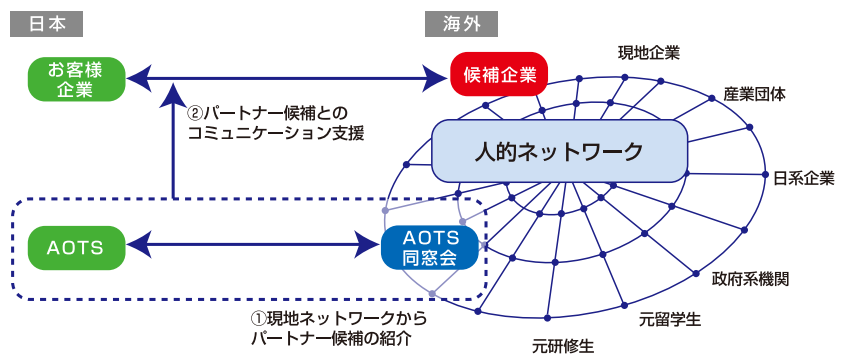 日本
海外
お客様
企業
候補企業
現地企業
産業団体
②パートナー候補との
コミュニケーション支援
人的ネットワーク
日系企業
AOTS
AOTS
同窓会
政府系機関
元留学生
元研修生
①現地ネットワークから
パートナー候補の紹介